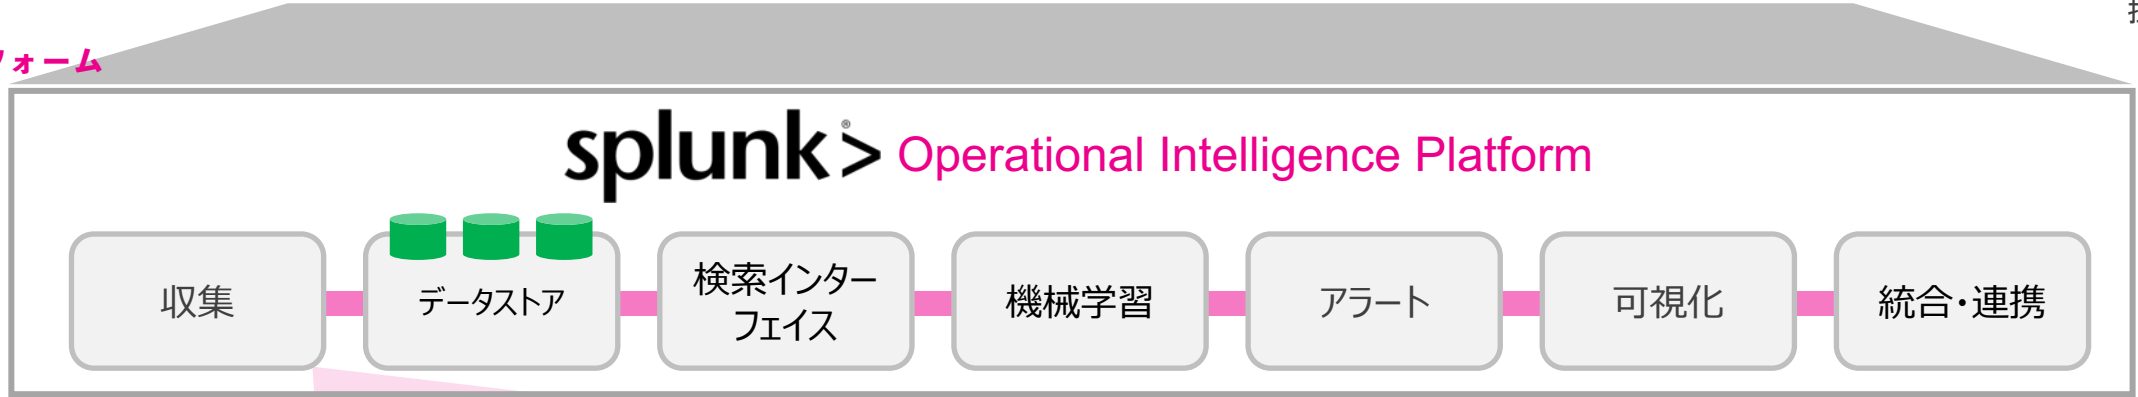 フォーム
splunk> Operational Intelligence Platform
収集
データストア
検索インター
フェイス
機械学習
アラート
可視化
統合・連携